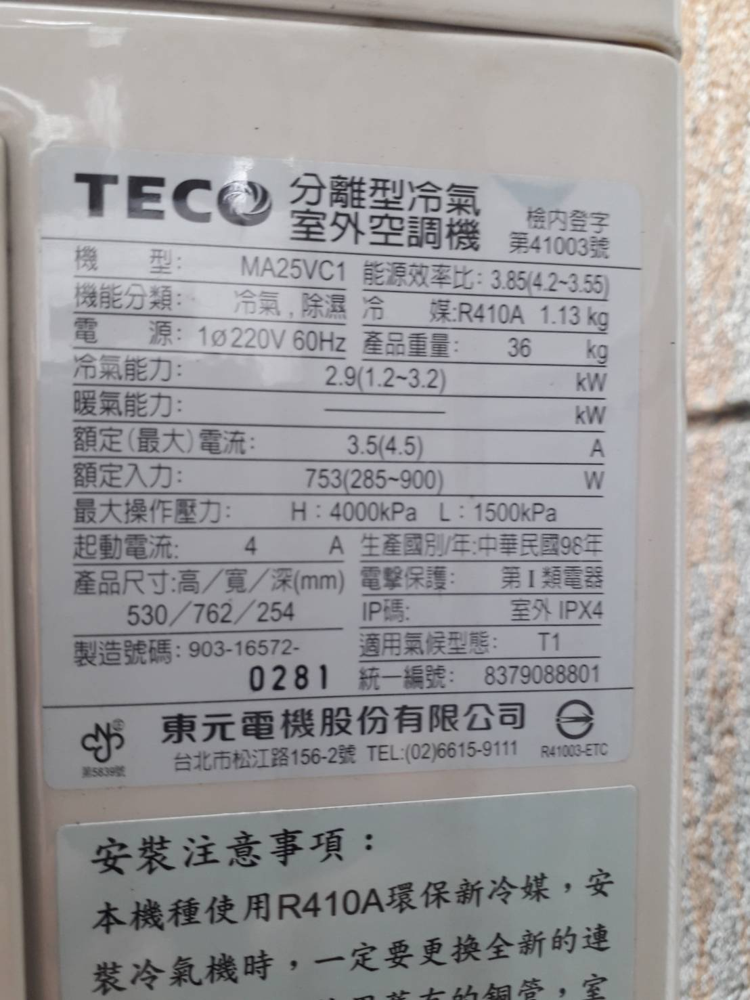 TECO 分離型冷氣
室外空調機
檢內登字
第41003號
機 型: MA25VC1 能源效率比: 3.85(4.2~3.55)
機能分類: 冷氣,除濕 冷 媒:R410A 1.13 kg
電 源: 1ø220V 60Hz 產品重量: 36 kg
冷氣能力: 2.9(1.2~3.2) kW
暖氣能力: ——— kW
額定(最大)電流: 3.5(4.5) A
額定入力: 753(285~900) W
最大操作壓力: H:4000kPa L:1500kPa
起動電流: 4 A 生產國別/年:中華民國98年
產品尺寸:高/寬/深(mm) 電擊保護: 第I類電器
530/762/254 IP碼: 室外 IPX4
製造號碼: 903-16572- 適用氣候型態: T1
0281 統一編號: 8379088801
東元電機股份有限公司
台北市松江路156-2號 TEL:(02)6615-9111
第5839號
R41003-ETC
安裝注意事項:
本機種使用R410A環保新冷媒,安
裝冷氣機時,一定要更換全新的連
舊有的銅管,室